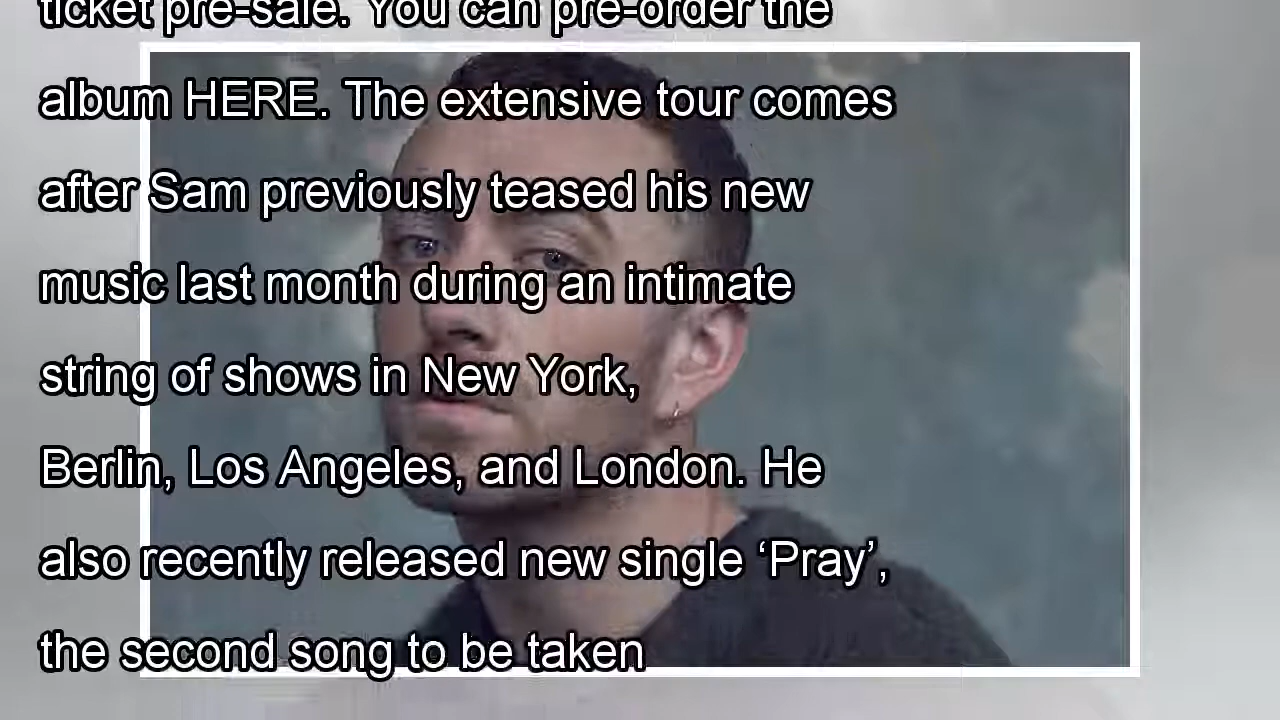 ticket pre-sale. You can pre-order the
album HERE. The extensive tour comes
after Sam previously teased his new
music last month during an intimate
string of shows in New York,
Berlin, Los Angeles, and London. He
also recently released new single ‘Pray’,
the second song to be taken